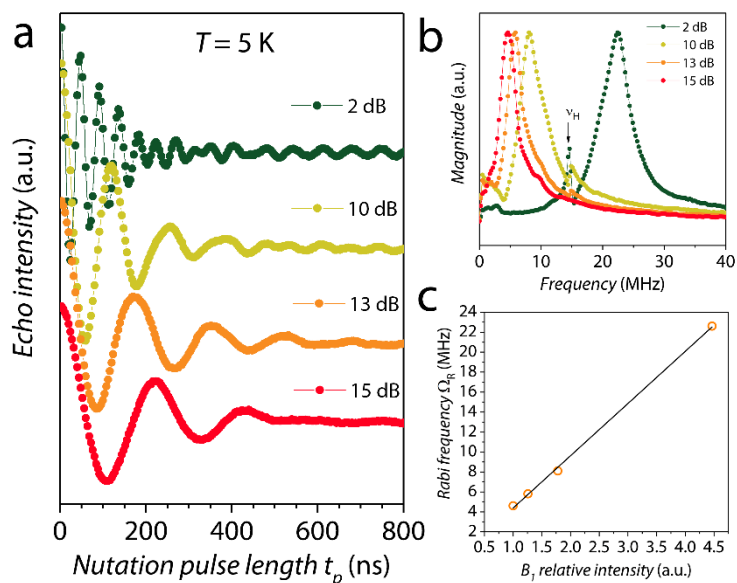 a
T = 5 K
2 dB
10 dB
13 dB
15 dB
Echo intensity (a.u.)
0 200 400 600 800
Nutation pulse length tp (ns)
b
2 dB
10 dB
13 dB
15 dB
νH
Magnitude (a.u.)
0 10 20 30 40
Frequency (MHz)
c
24
22
20
18
16
14
12
10
8
6
4
2
Rabi frequency ΩR (MHz)
0.5 1.0 1.5 2.0 2.5 3.0 3.5 4.0 4.5
B1 relative intensity (a.u.)